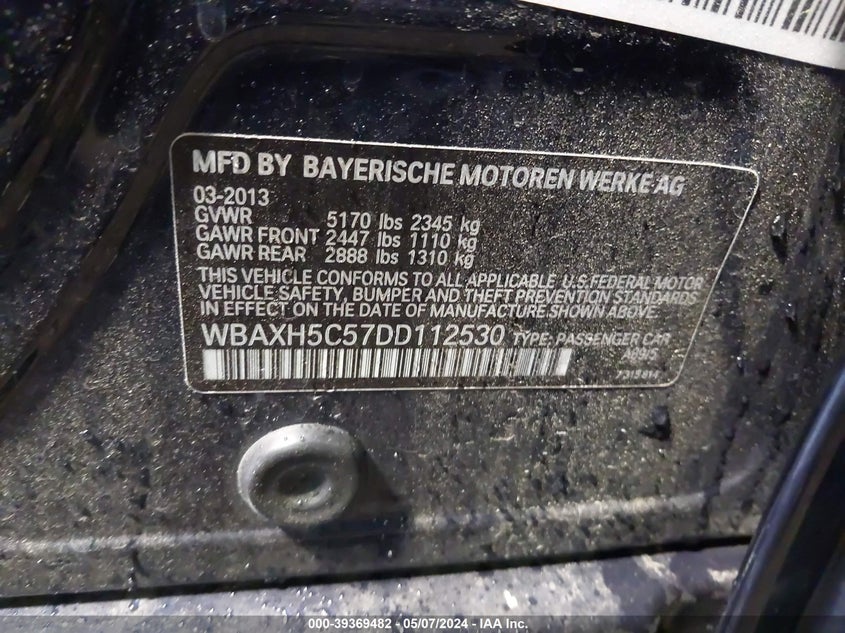 MFD BY BAYERISCHE MOTOREN WERKE AG
03-2013
GVWR 5170 lbs 2345 kg
GAWR FRONT 2447 lbs 1110 kg
GAWR REAR 2888 lbs 1310 kg
THIS VEHICLE CONFORMS TO ALL APPLICABLE U.S.FEDERAL MOTOR
VEHICLE SAFETY, BUMPER AND THEFT PREVENTION STANDARDS
IN EFFECT ON THE DATE OF MANUFACTURE SHOWN ABOVE.
WBAXH5C57DD112530 TYPE: PASSENGER CAR
000-39369482 - 05/07/2024 - IAA Inc.